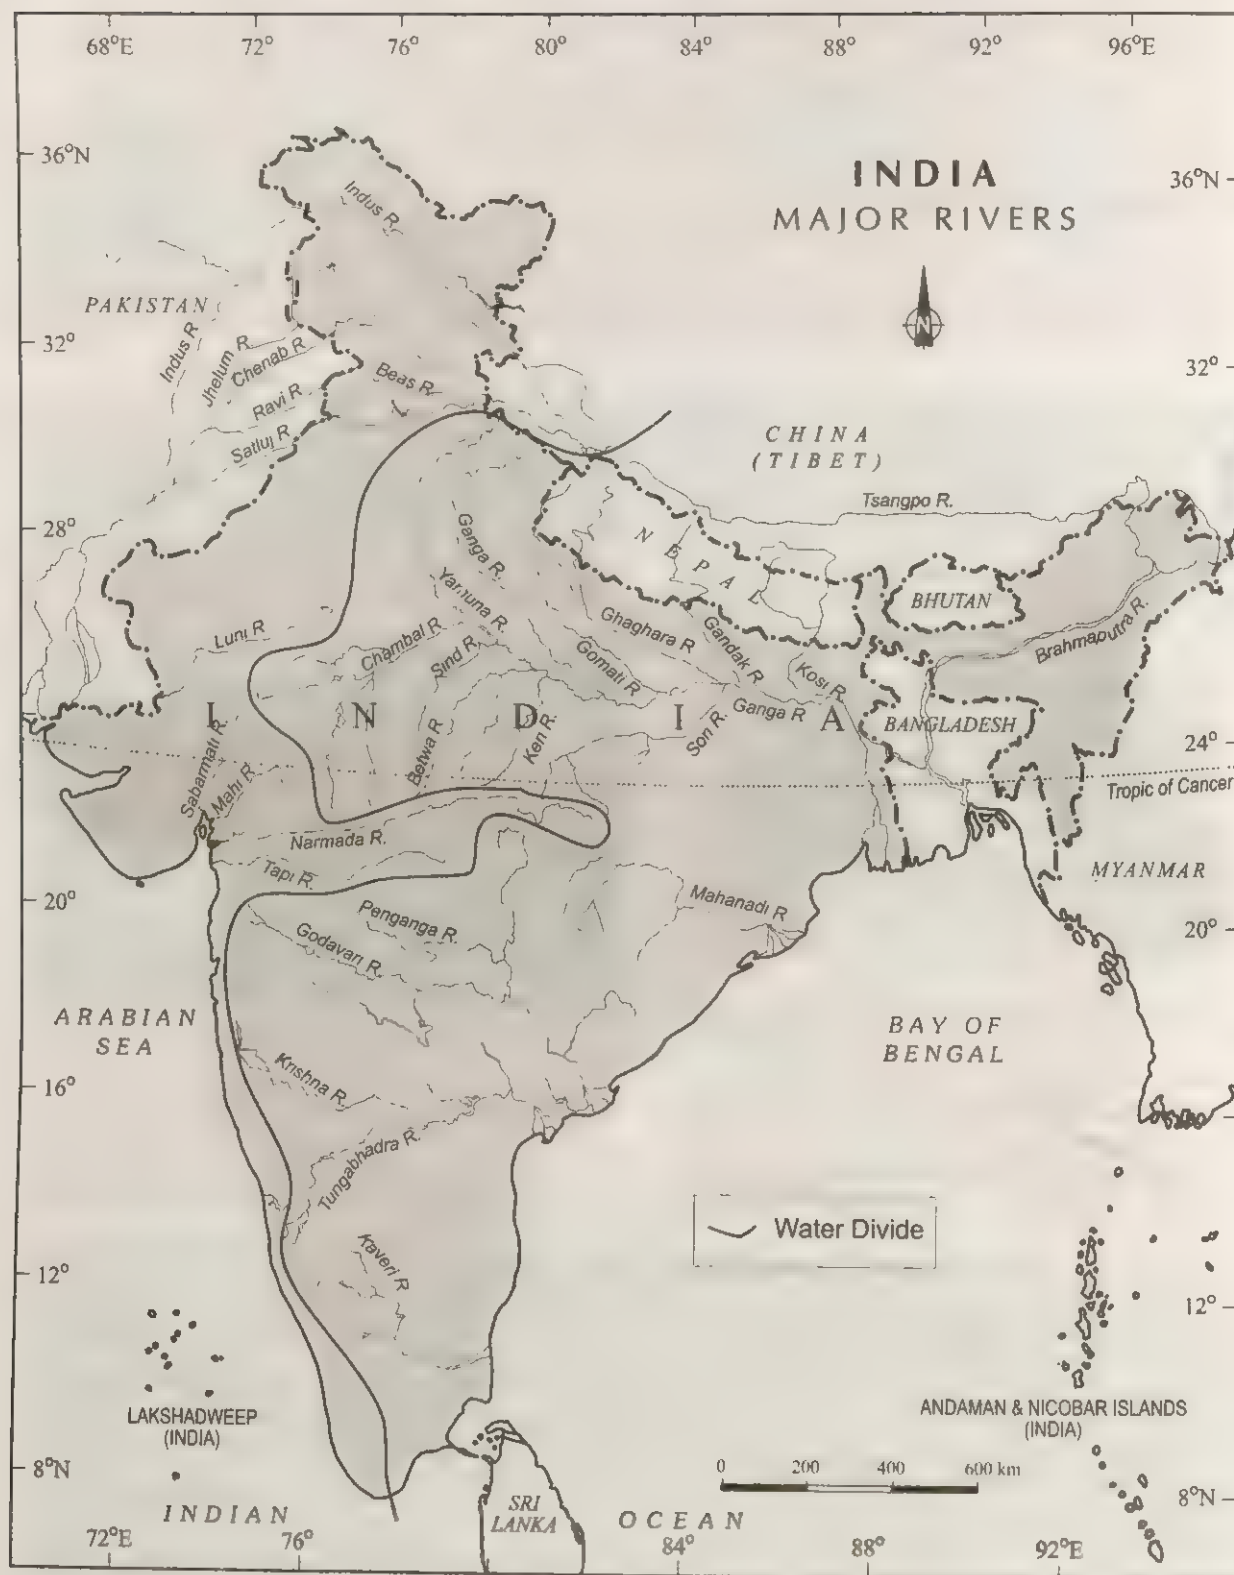 68°E 72° 76° 80° 84° 88° 92° 96°E
36°N
INDIA
MAJOR RIVERS
36°N
Indus R.
N
PAKISTAN
32°
Indus R
Jhelum R.
Chenab R
Ravi R
Satluj R
Beas R.
32°
CHINA
(TIBET)
Tsangpo R.
28°
NEPAL
Ganga R.
Yamuna R.
BHUTAN
Brahmaputra R.
Luni R
Chambal R
Sind R.
Ghaghara R.
Gomati R
Gandak R
Kosi R
Ganga R
Son R.
Betwa R
Ken R.
INDIA
BANGLADESH
24°
Tropic of Cancer
Sabarmati R.
Mahi R
Narmada R.
Tapi R.
MYANMAR
20°
Mahanadi R
20°
Penganga R.
Godavari R.
ARABIAN
SEA
BAY OF
BENGAL
16°
Krishna R.
Tungabhadra R.
Water Divide
Kaveri R
12°
12°
LAKSHADWEEP
(INDIA)
ANDAMAN & NICOBAR ISLANDS
(INDIA)
8°N
0 200 400 600 km
8°N
INDIAN
SRI
LANKA
OCEAN
72°E 76° 84° 88° 92°E